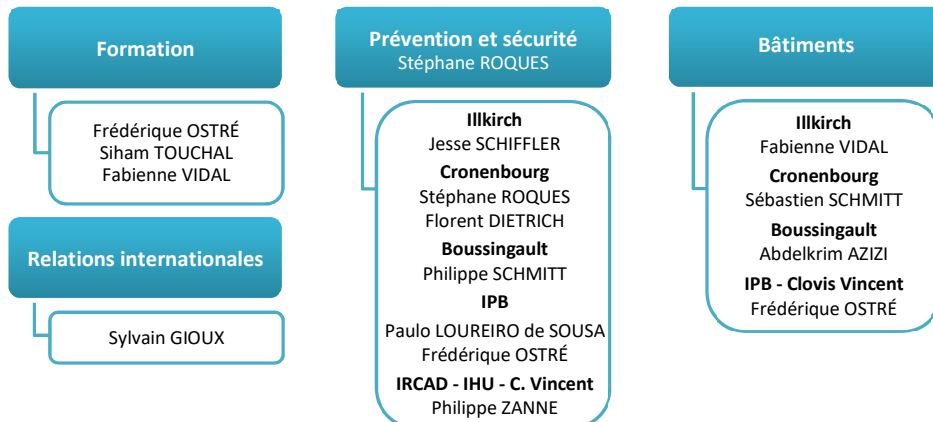 Formation
Frédérique OSTRÉ
Siham TOUCHAL
Fabienne VIDAL
Relations internationales
Sylvain GIOUX
Prévention et sécurité
Stéphane ROQUES
Illkirch
Jesse SCHIFFLER
Cronenbourg
Stéphane ROQUES
Florent DIETRICH
Boussingault
Philippe SCHMITT
IPB
Paulo LOUREIRO de SOUSA
Frédérique OSTRÉ
IRCAD - IHU - C. Vincent
Philippe ZANNE
Bâtiments
Illkirch
Fabienne VIDAL
Cronenbourg
Sébastien SCHMITT
Boussingault
Abdelkrim AZIZI
IPB - Clovis Vincent
Frédérique OSTRÉ